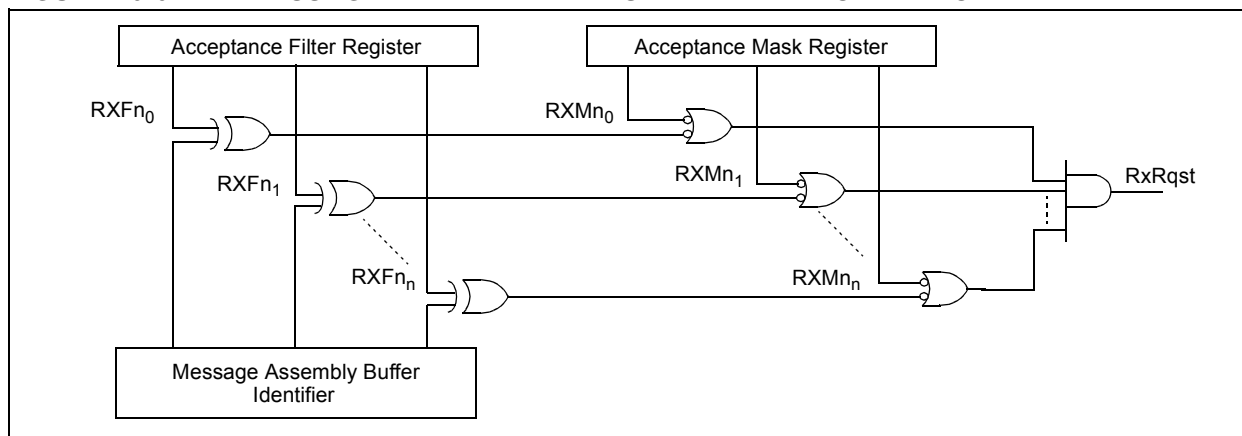 Acceptance Filter Register
Acceptance Mask Register
RXFn0
RXMn0
RXFn1
RXMn1
RxRqst
RXFnn
RXMnn
Message Assembly Buffer
Identifier